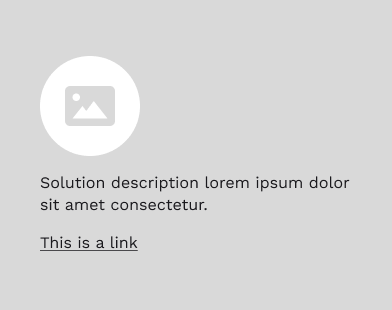 Solution description lorem ipsum dolor
sit amet consectetur.
This is a link